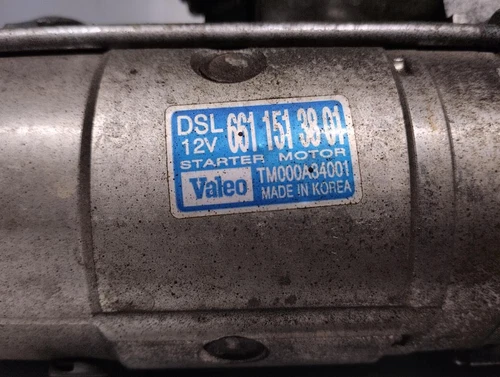 DSL 661 151 38 01
12V
STARTER MOTOR
Valeo TM000A34001
MADE IN KOREA